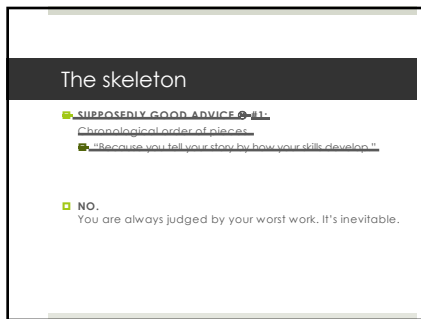 The skeleton
SUPPOSEDLY GOOD ADVICE ☹ #1:
Chronological order of pieces.
"Because you tell your story by how your skills develop."
NO.
You are always judged by your worst work. It's inevitable.